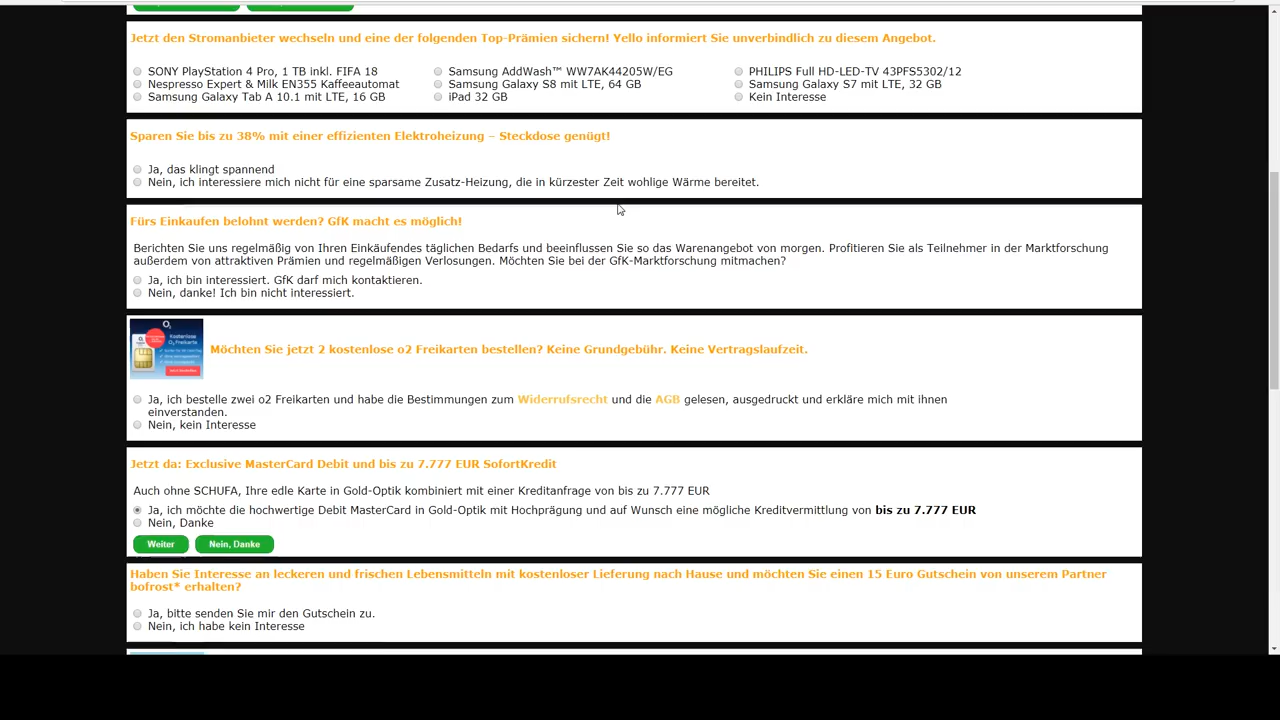 Jetzt den Stromanbieter wechseln und eine der folgenden Top-Prämien sichern! Yello informiert Sie unverbindlich zu diesem Angebot.
SONY PlayStation 4 Pro, 1 TB inkl. FIFA 18
Samsung AddWash™ WW7AK44205W/EG
PHILIPS Full HD-LED-TV 43PFS5302/12
Nespresso Expert & Milk EN355 Kaffeeautomat
Samsung Galaxy S8 mit LTE, 64 GB
Samsung Galaxy S7 mit LTE, 32 GB
Samsung Galaxy Tab A 10.1 mit LTE, 16 GB
iPad 32 GB
Kein Interesse
Sparen Sie bis zu 38% mit einer effizienten Elektroheizung – Steckdose genügt!
Ja, das klingt spannend
Nein, ich interessiere mich nicht für eine sparsame Zusatz-Heizung, die in kürzester Zeit wohlige Wärme bereitet.
Fürs Einkaufen belohnt werden? GfK macht es möglich!
Berichten Sie uns regelmäßig von Ihren Einkäufendes täglichen Bedarfs und beeinflussen Sie so das Warenangebot von morgen. Profitieren Sie als Teilnehmer in der Marktforschung
außerdem von attraktiven Prämien und regelmäßigen Verlosungen. Möchten Sie bei der GfK-Marktforschung mitmachen?
Ja, ich bin interessiert. GfK darf mich kontaktieren.
Nein, danke! Ich bin nicht interessiert.
O2
Kostenlose
O2 Freikarte
Möchten Sie jetzt 2 kostenlose o2 Freikarten bestellen? Keine Grundgebühr. Keine Vertragslaufzeit.
Ja, ich bestelle zwei o2 Freikarten und habe die Bestimmungen zum Widerrufsrecht und die AGB gelesen, ausgedruckt und erkläre mich mit ihnen
einverstanden.
Nein, kein Interesse
Jetzt da: Exclusive MasterCard Debit und bis zu 7.777 EUR SofortKredit
Auch ohne SCHUFA, Ihre edle Karte in Gold-Optik kombiniert mit einer Kreditanfrage von bis zu 7.777 EUR
Ja, ich möchte die hochwertige Debit MasterCard in Gold-Optik mit Hochprägung und auf Wunsch eine mögliche Kreditvermittlung von bis zu 7.777 EUR
Nein, Danke
Weiter
Nein, Danke
Haben Sie Interesse an leckeren und frischen Lebensmitteln mit kostenloser Lieferung nach Hause und möchten Sie einen 15 Euro Gutschein von unserem Partner
bofrost* erhalten?
Ja, bitte senden Sie mir den Gutschein zu.
Nein, ich habe kein Interesse